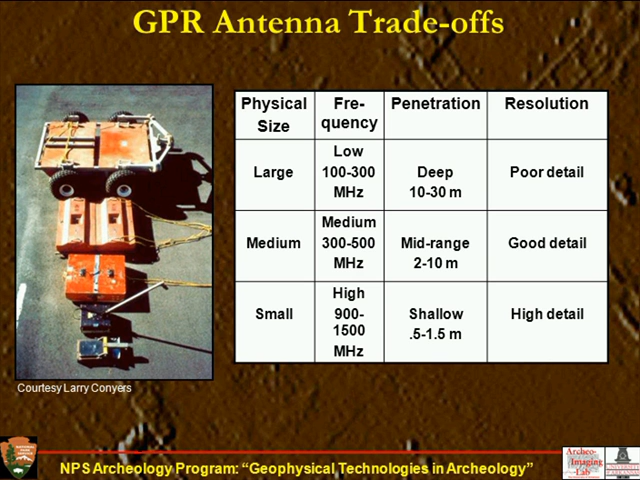 GPR Antenna Trade-offs
Physical Size
Fre-
quency
Penetration
Resolution
Large
Low
100-300
MHz
Deep
10-30 m
Poor detail
Medium
Medium
300-500
MHz
Mid-range
2-10 m
Good detail
Small
High
900-
1500
MHz
Shallow
.5-1.5 m
High detail
Courtesy Larry Conyers
NPS Archeology Program: “Geophysical Technologies in Archeology”
Archeo-
Imaging
Lab